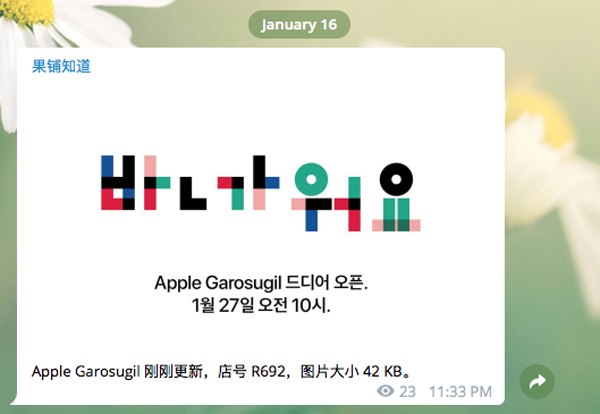 January 16
果铺知道
바ㄴ가워요
Apple Garosugil 드디어 오픈.
1월 27일 오전 10시.
Apple Garosugil 刚刚更新，店号 R692，图片大小 42 KB。
23 11:33 PM